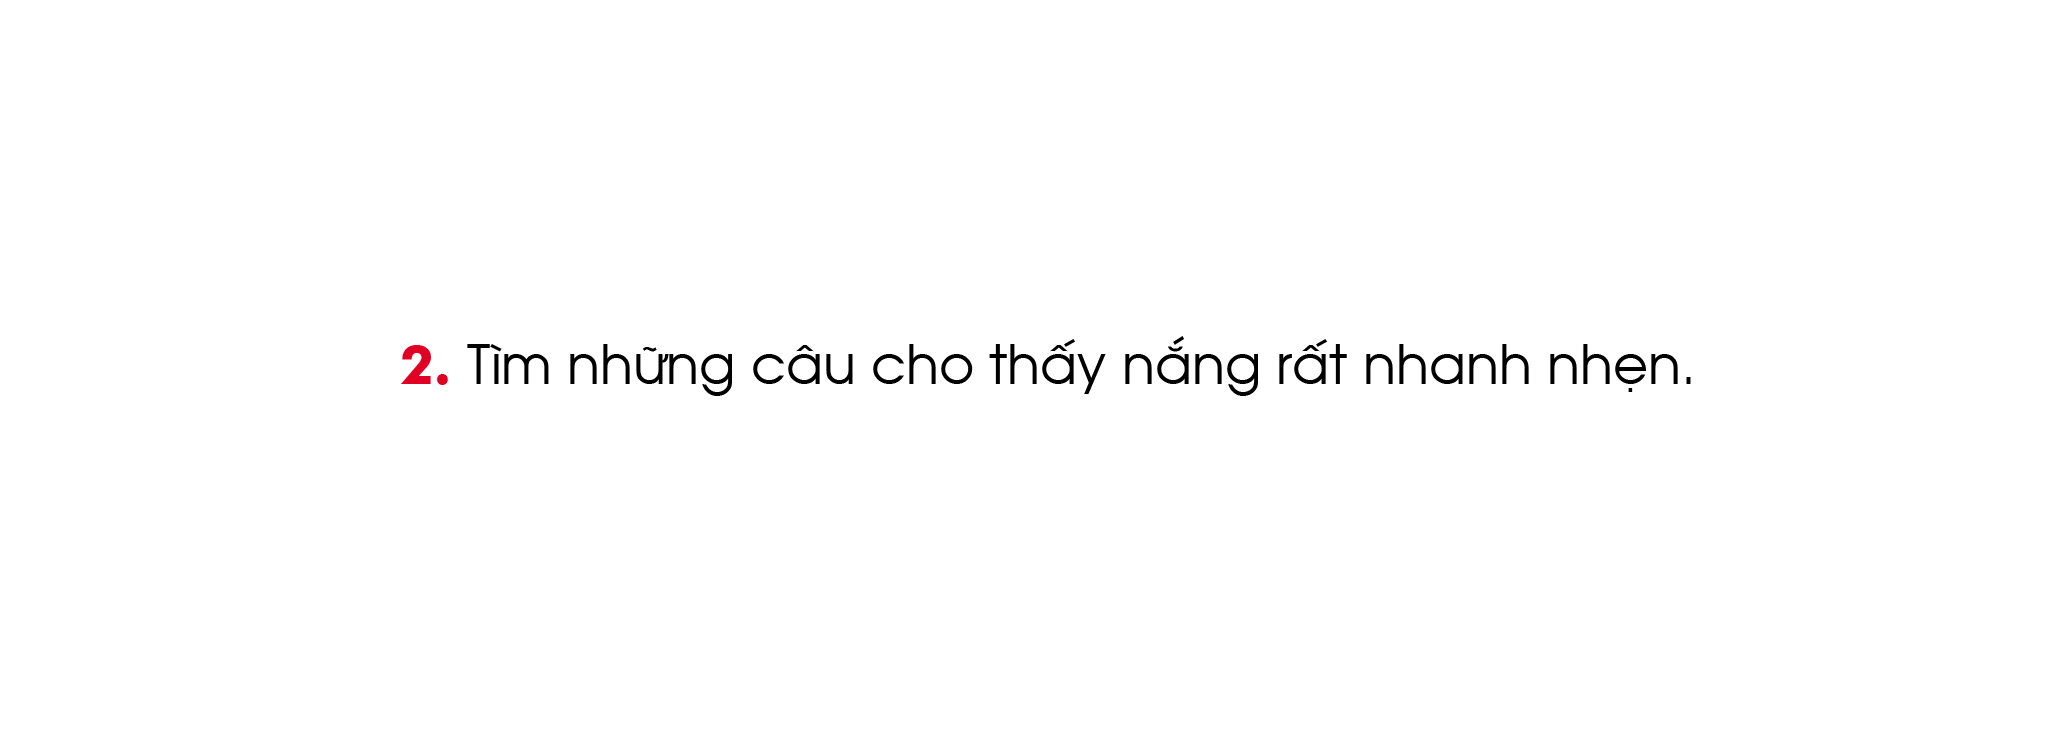 2. Tìm những câu cho thấy nắng rất nhanh nhẹn.